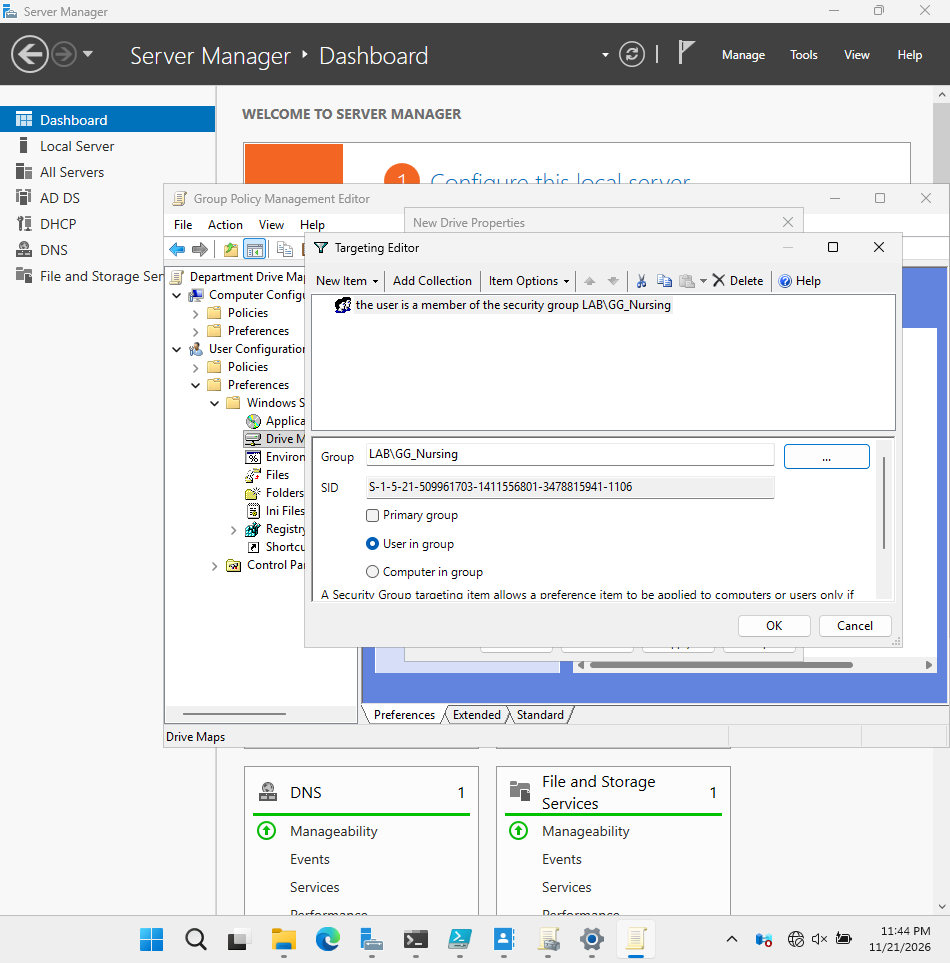 Server Manager
Server Manager ‣ Dashboard
Manage Tools View Help
Dashboard
Local Server
All Servers
AD DS
DHCP
DNS
File and Storage Ser
WELCOME TO SERVER MANAGER
1 Configure this local server
Group Policy Management Editor
File Action View Help
New Drive Properties
Department Drive Ma
Computer Configu
Policies
Preferences
User Configuration
Policies
Preferences
Windows S
Applica
Drive M
Environ
Files
Folders
Ini Files
Registry
Shortcu
Control Pa
Targeting Editor
New Item Add Collection Item Options Delete Help
the user is a member of the security group LAB\GG_Nursing
Group LAB\GG_Nursing ...
SID S-1-5-21-509961703-1411556801-3478815941-1106
Primary group
User in group
Computer in group
A Security Group targeting item allows a preference item to be applied to computers or users only if
OK Cancel
Preferences Extended Standard
Drive Maps
DNS 1
Manageability
Events
Services
Performance
File and Storage
Services 1
Manageability
Events
Services
Performance
11:44 PM
11/21/2026